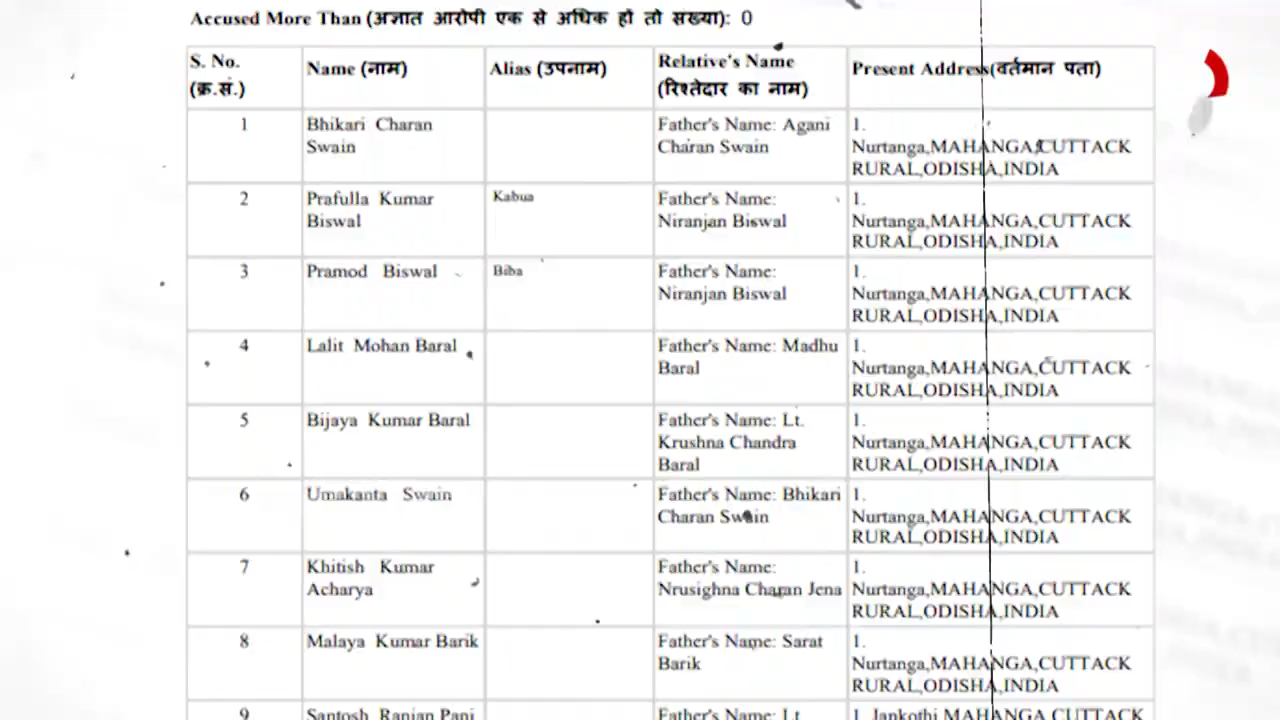 Accused More Than (अज्ञात आरोपी एक से अधिक हों तो संख्या): 0
S. No. Name (नाम) Alias (उपनाम) Relative's Name Present Address(वर्तमान पता)
(क्र.सं.) (रिश्तेदार का नाम)
1 Bhikari Charan Father's Name: Agani 1.
Swain Charan Swain Nurtanga,MAHANGA,CUTTACK
RURAL,ODISHA,INDIA
2 Prafulla Kumar Kabua Father's Name: 1.
Biswal Niranjan Biswal Nurtanga,MAHANGA,CUTTACK
RURAL,ODISHA,INDIA
3 Pramod Biswal Biba Father's Name: 1.
Niranjan Biswal Nurtanga,MAHANGA,CUTTACK
RURAL,ODISHA,INDIA
4 Lalit Mohan Baral Father's Name: Madhu 1.
Baral Nurtanga,MAHANGA,CUTTACK
RURAL,ODISHA,INDIA
5 Bijaya Kumar Baral Father's Name: Lt. 1.
Krushna Chandra Nurtanga,MAHANGA,CUTTACK
Baral RURAL,ODISHA,INDIA
6 Umakanta Swain Father's Name: Bhikari 1.
Charan Swain Nurtanga,MAHANGA,CUTTACK
RURAL,ODISHA,INDIA
7 Khitish Kumar Father's Name: 1.
Acharya Nrusighna Charan Jena Nurtanga,MAHANGA,CUTTACK
RURAL,ODISHA,INDIA
8 Malaya Kumar Barik Father's Name: Sarat 1.
Barik Nurtanga,MAHANGA,CUTTACK
RURAL,ODISHA,INDIA
9 Santosh Ranjan Pani Father's Name: Lt 1. Jankothi,MAHANGA,CUTTACK